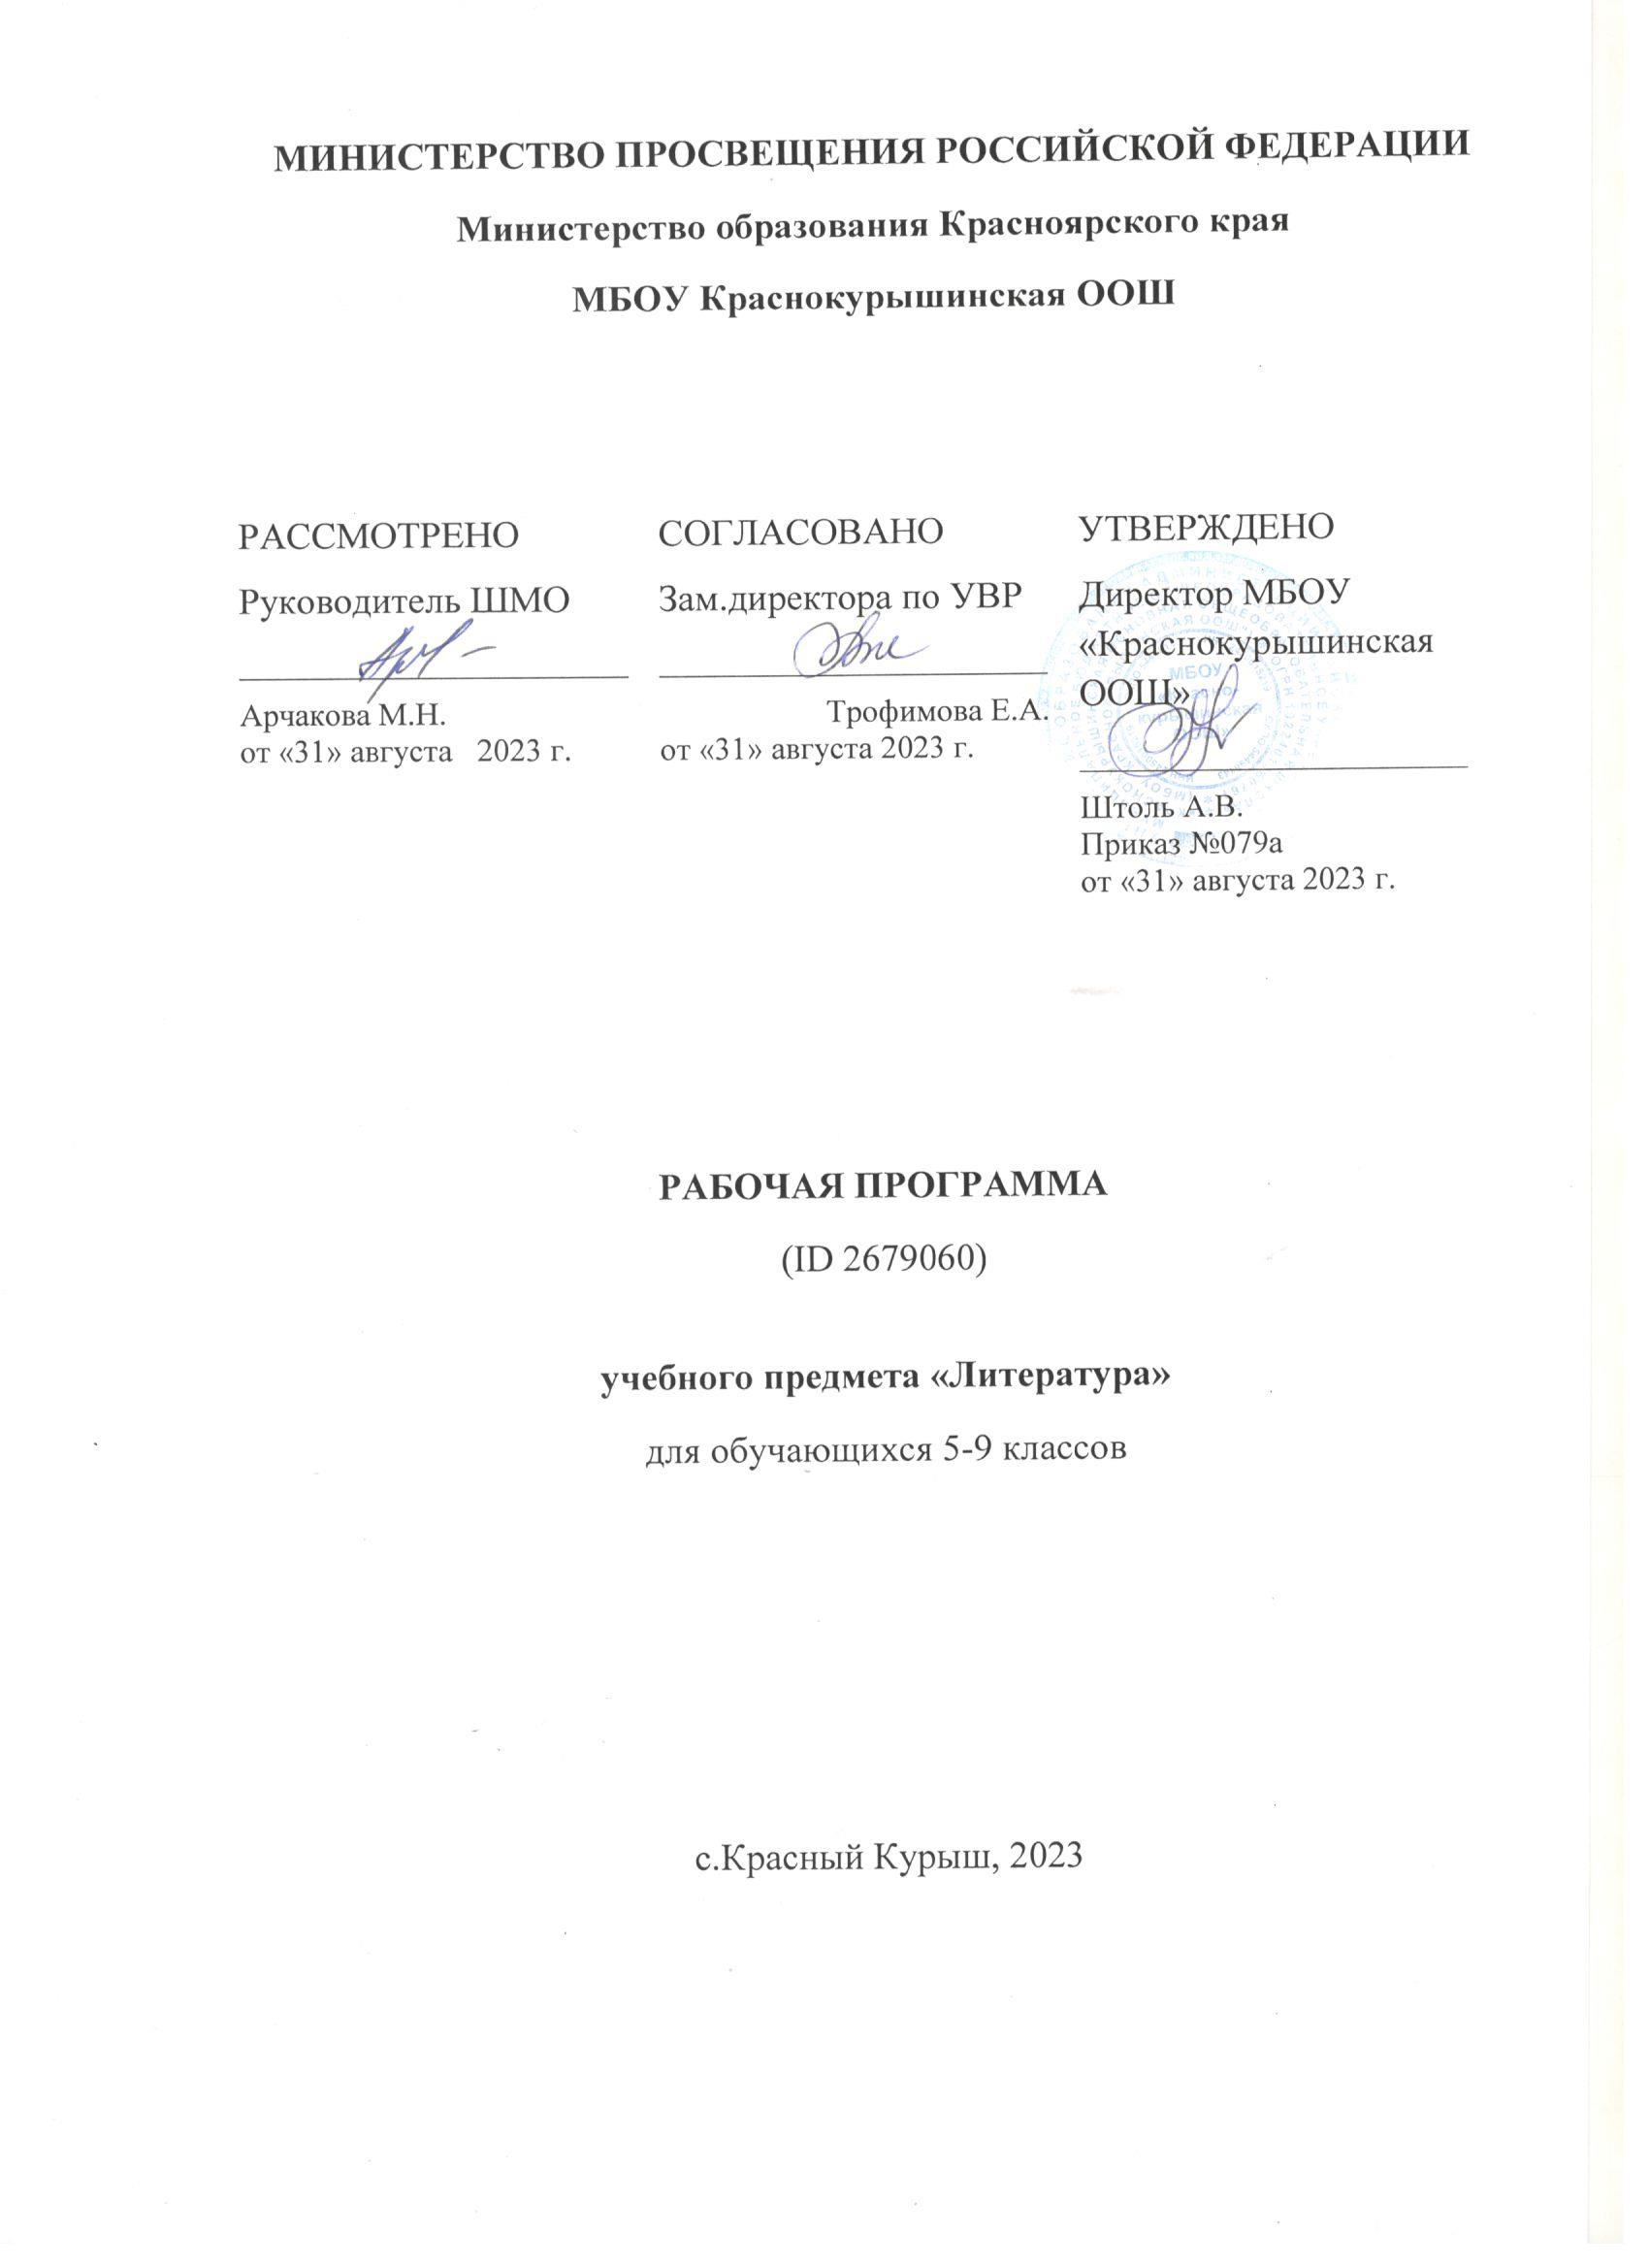 МИНИСТЕРСТВО ПРОСВЕЩЕНИЯ РОССИЙСКОЙ ФЕДЕРАЦИИ
Министерство образования Красноярского края
МБОУ Краснокурышинская ООШ
РАССМОТРЕНО
Руководитель ШМО
Арчакова М.Н.
от «31» августа 2023 г.
СОГЛАСОВАНО
Зам.директора по УВР
Трофимова Е.А.
от «31» августа 2023 г.
УТВЕРЖДЕНО
Директор МБОУ
«Краснокурышинская
ООЩ»
Штоль А.В.
Приказ №079а
от «31» августа 2023 г.
РАБОЧАЯ ПРОГРАММА
(ID 2679060)
учебного предмета «Литература»
для обучающихся 5-9 классов
с.Красный Курыш, 2023